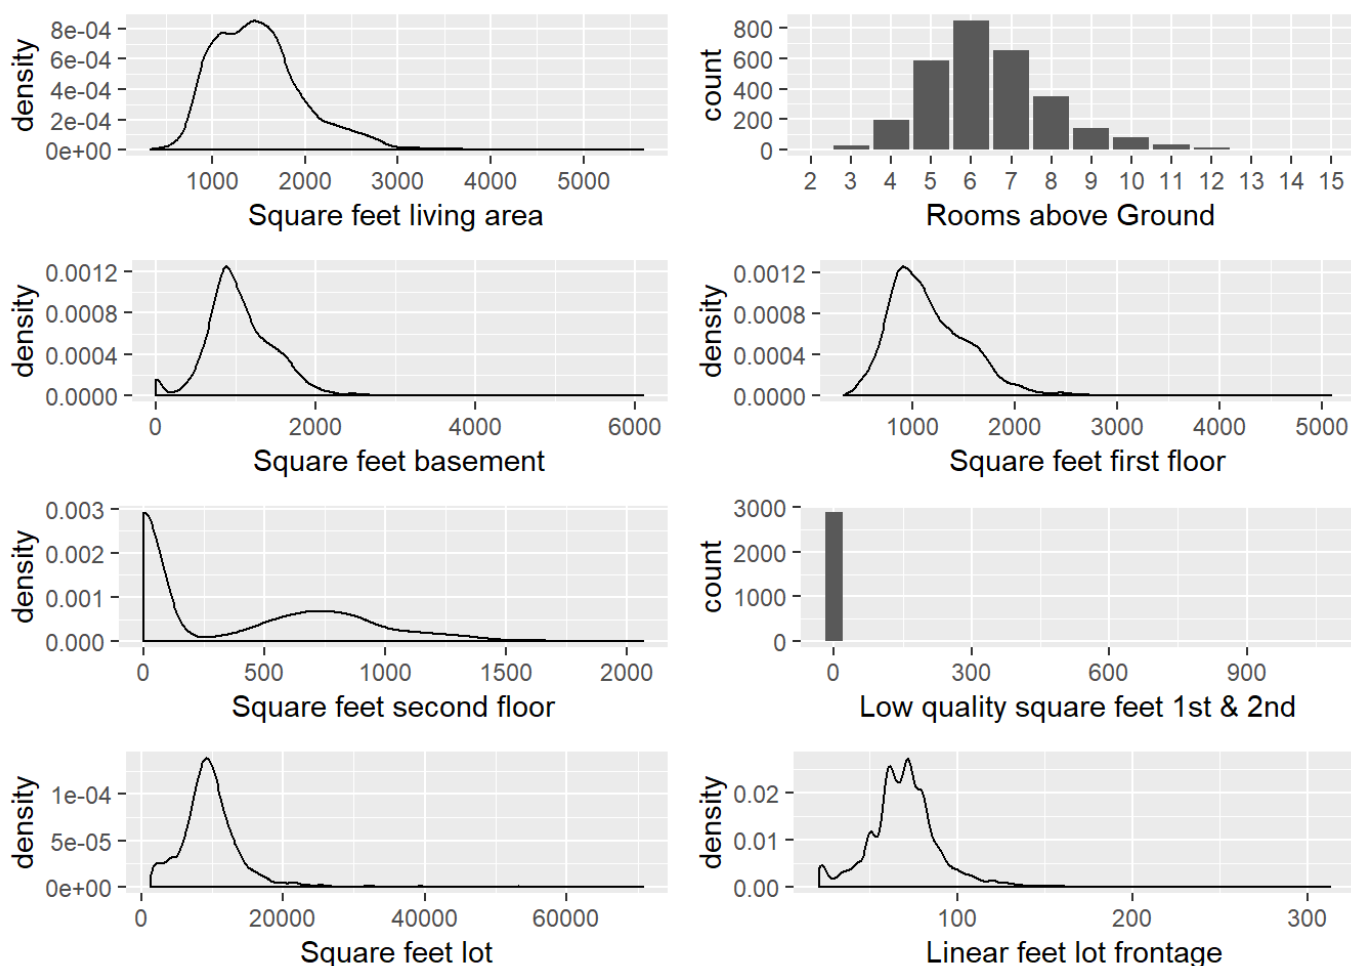 density
8e-04
6e-04
4e-04
2e-04
0e+00
1000 2000 3000 4000 5000
Square feet living area
count
800
600
400
200
0
2 3 4 5 6 7 8 9 10 11 12 13 14 15
Rooms above Ground
density
0.0012
0.0008
0.0004
0.0000
0 2000 4000 6000
Square feet basement
density
0.0012
0.0008
0.0004
0.0000
1000 2000 3000 4000 5000
Square feet first floor
density
0.003
0.002
0.001
0.000
0 500 1000 1500 2000
Square feet second floor
count
3000
2000
1000
0
0 300 600 900
Low quality square feet 1st & 2nd
density
1e-04
5e-05
0e+00
0 20000 40000 60000
Square feet lot
density
0.02
0.01
0.00
100 200 300
Linear feet lot frontage